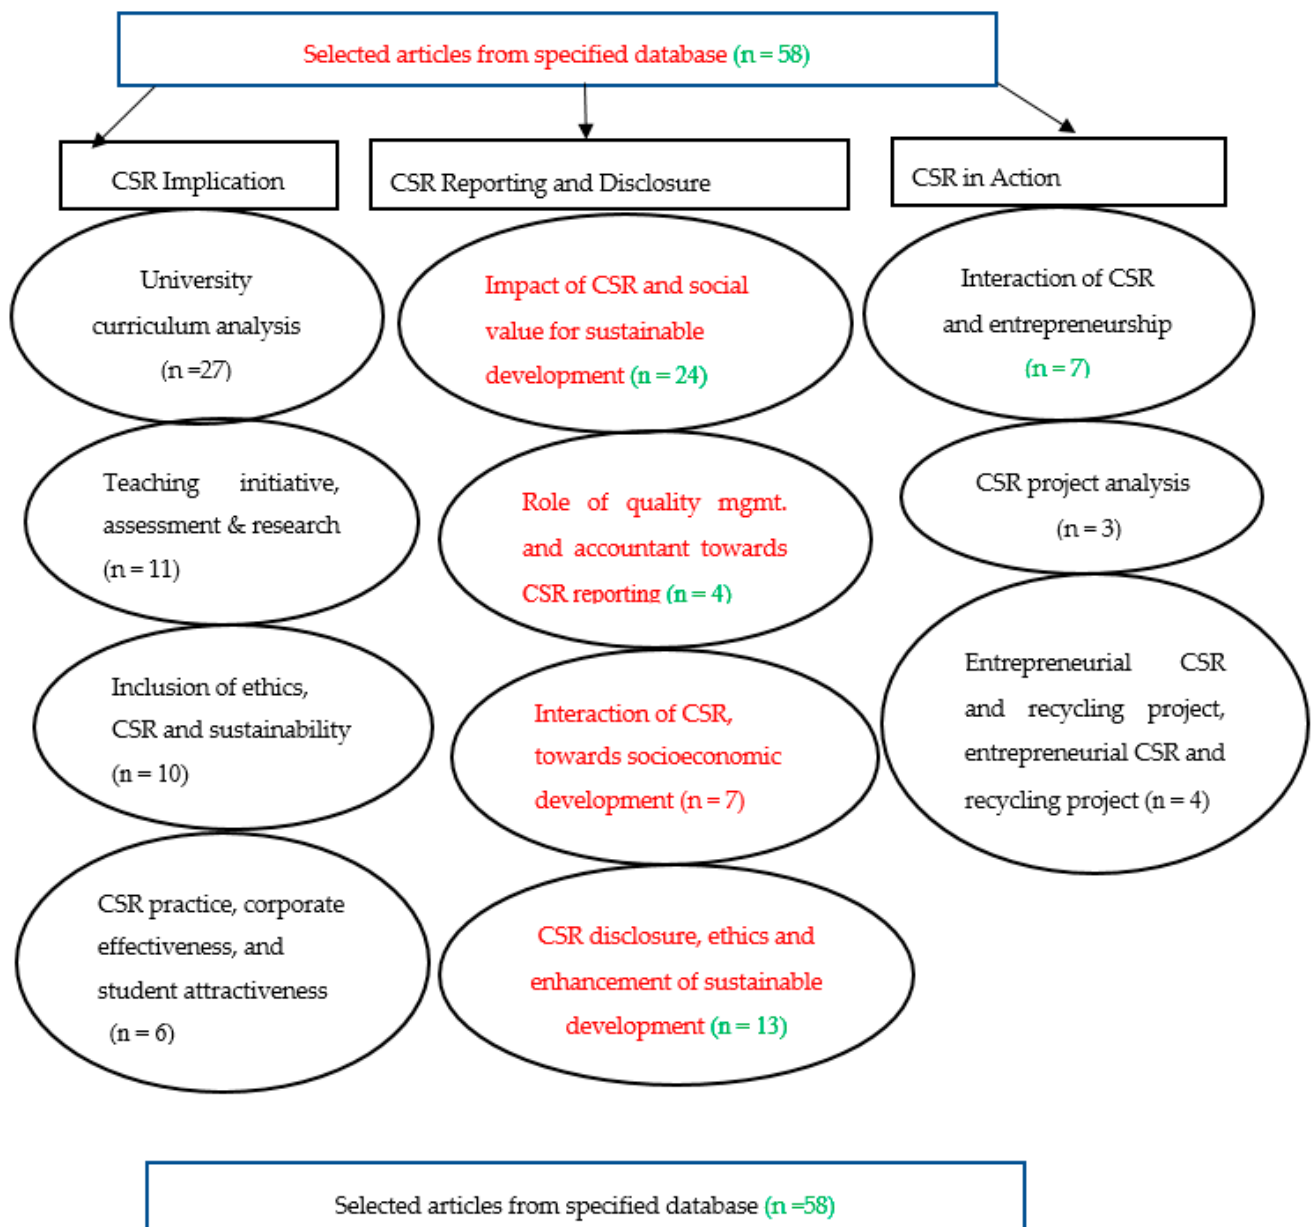 Selected articles from specified database (n = 58)
CSR Implication
University
curriculum analysis
(n =27)
Teaching initiative,
assessment & research
(n = 11)
Inclusion of ethics,
CSR and sustainability
(n = 10)
CSR practice, corporate
effectiveness, and
student attractiveness
(n = 6)
CSR Reporting and Disclosure
Impact of CSR and social
value for sustainable
development (n = 24)
Role of quality mgmt.
and accountant towards
CSR reporting (n = 4)
Interaction of CSR,
towards socioeconomic
development (n = 7)
CSR disclosure, ethics and
enhancement of sustainable
development (n = 13)
CSR in Action
Interaction of CSR
and entrepreneurship
(n = 7)
CSR project analysis
(n = 3)
Entrepreneurial CSR
and recycling project,
entrepreneurial CSR and
recycling project (n = 4)
Selected articles from specified database (n =58)